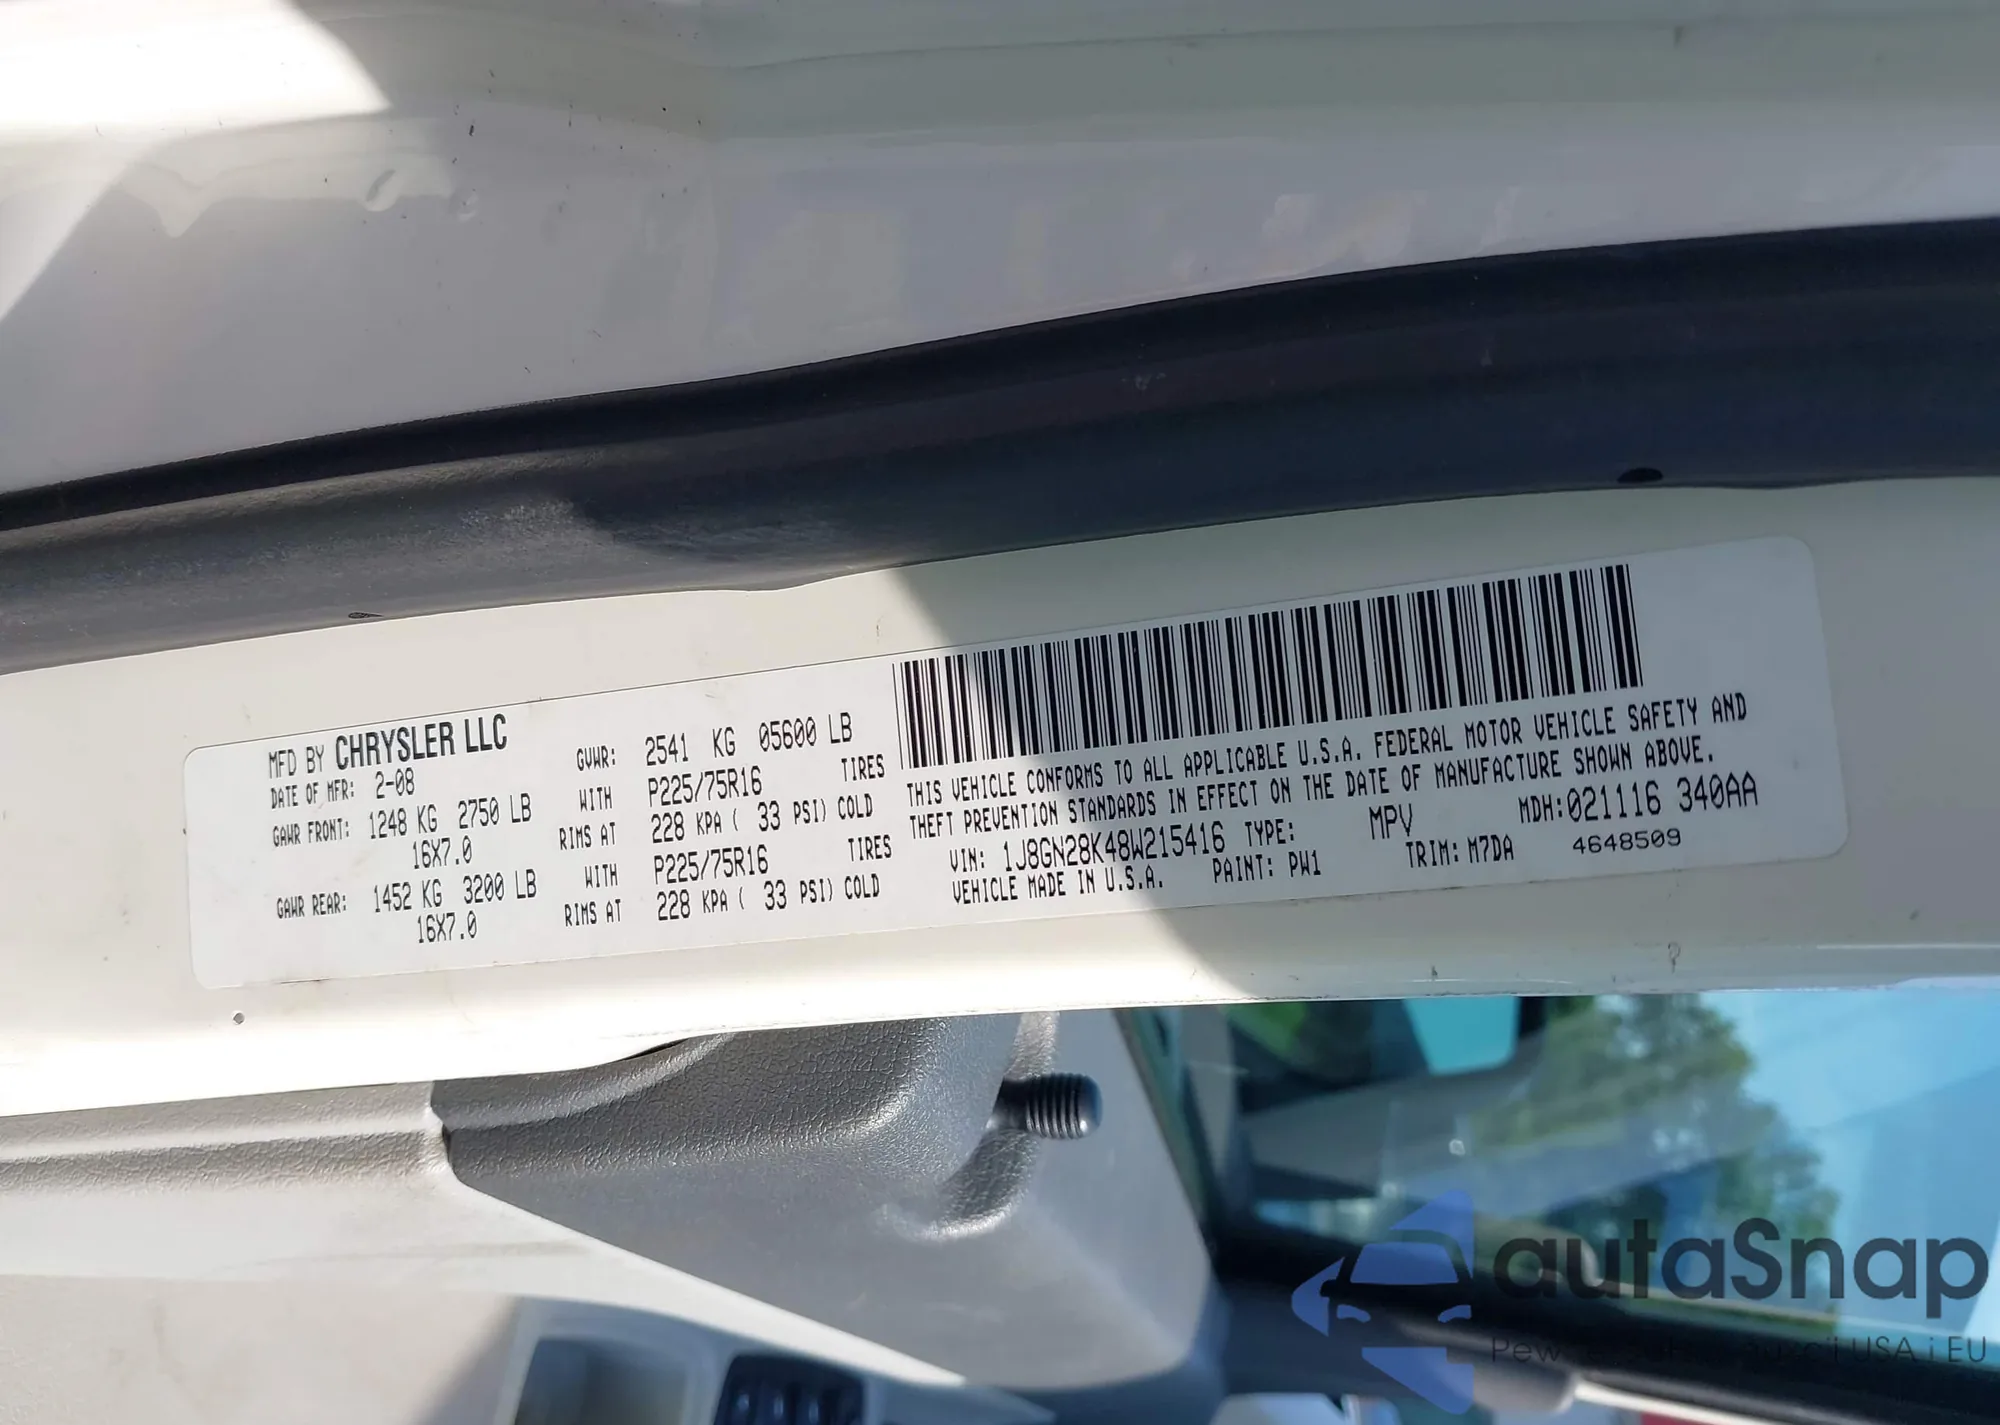 MFD BY CHRYSLER LLC
DATE OF MFR: 2-08
GVWR: 2541 KG 05600 LB
GAWR FRONT: 1248 KG 2750 LB WITH P225/75R16 TIRES
16X7.0 RIMS AT 228 KPA ( 33 PSI) COLD
GAWR REAR: 1452 KG 3200 LB WITH P225/75R16 TIRES
16X7.0 RIMS AT 228 KPA ( 33 PSI) COLD
THIS VEHICLE CONFORMS TO ALL APPLICABLE U.S.A. FEDERAL MOTOR VEHICLE SAFETY AND
THEFT PREVENTION STANDARDS IN EFFECT ON THE DATE OF MANUFACTURE SHOWN ABOVE.
VIN: 1J8GN28K48W215416 TYPE: MPV MDH:021116 340AA
VEHICLE MADE IN U.S.A. PAINT: PW1 TRIM: M7DA 4648509
autaSnap
USA i EU